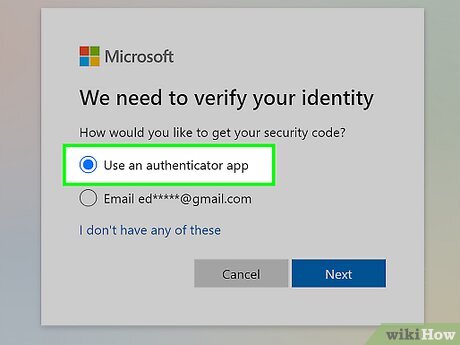 Microsoft
We need to verify your identity
How would you like to get your security code?
Use an authenticator app
Email ed*****@gmail.com
I don't have any of these
Cancel Next
wikiHow